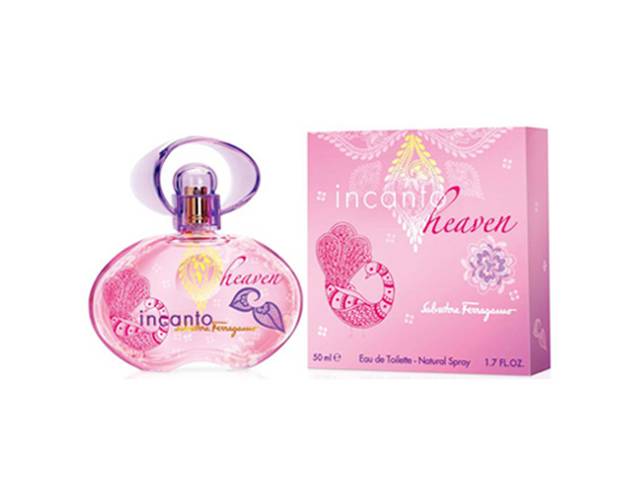 heaven
incanto
Salvatore Ferragamo
incanto
heaven
Salvatore Ferragamo
50 ml ℮ Eau de Toilette - Natural Spray 1.7 FL.OZ.